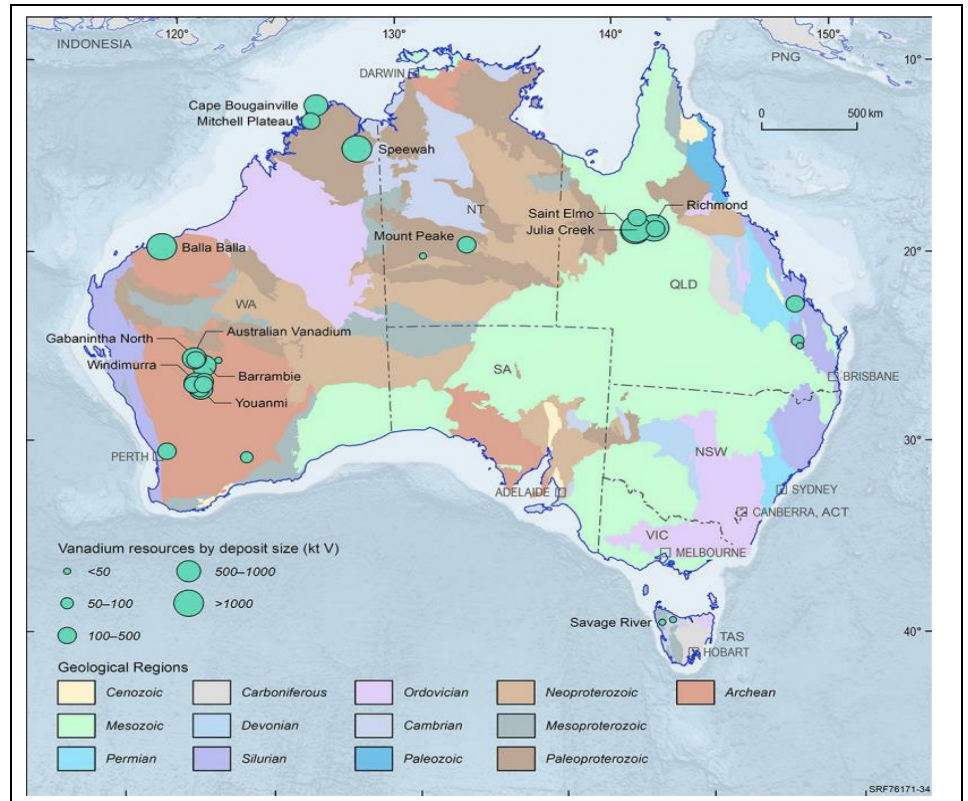 120°
130°
140°
150°
INDONESIA
PNG
10°
DARWIN
Cape Bougainville
Mitchell Plateau
0
500 km
Speewah
Richmond
NT
Saint Elmo
Julia Creek
Mount Peake
Balla Balla
20°
QLD
WA
Australian Vanadium
Gabanintha North
Windimurra
Barrambie
SA
BRISBANE
Youanmi
30°
NSW
PERTH
ADELAIDE
SYDNEY
CANBERRA, ACT
VIC
MELBOURNE
Vanadium resources by deposit size (kt V)
<50
500–1000
50–100
>1000
100–500
Savage River
40°
TAS
HOBART
Geological Regions
Cenozoic
Carboniferous
Ordovician
Neoproterozoic
Archean
Mesozoic
Devonian
Cambrian
Mesoproterozoic
Permian
Silurian
Paleozoic
Paleoproterozoic
SRF76171-34